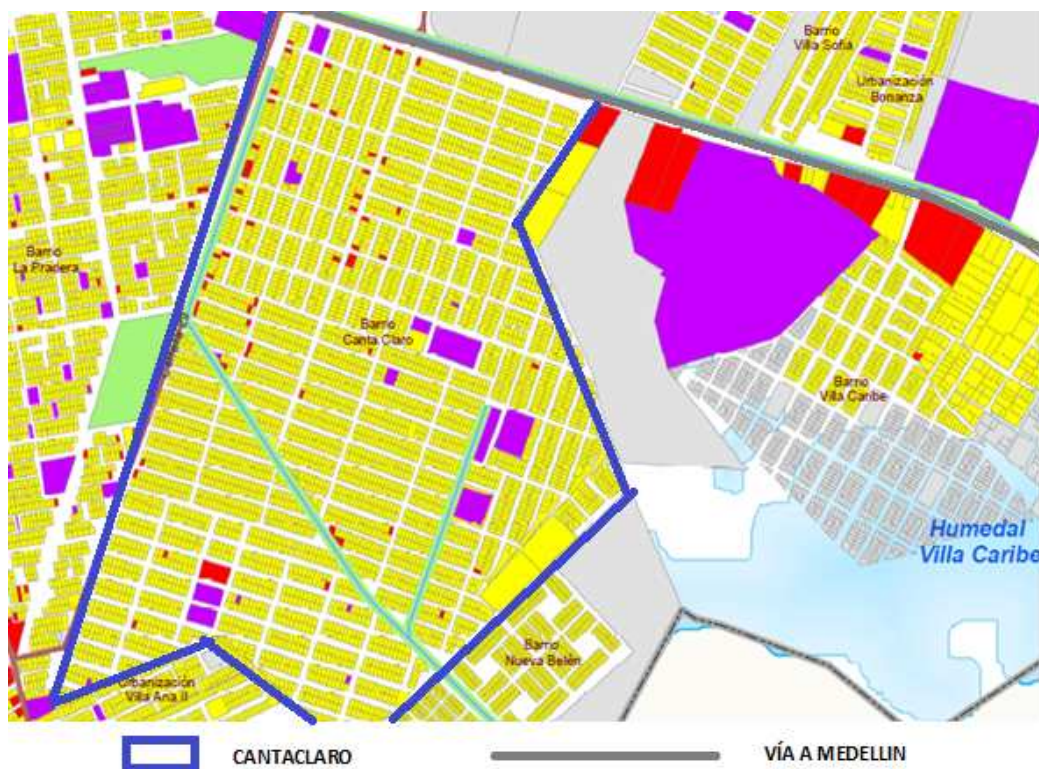 Barrio
Villa Sofia
Urbanización
Bonanza
Barrio
La Pradera
Barrio
Canta Claro
Barrio
Villa Caribe
Humedal
Villa Caribe
Barrio
Nueva Belén
Urbanización
Villa Ana II
CANTACLARO
VÍA A MEDELLIN